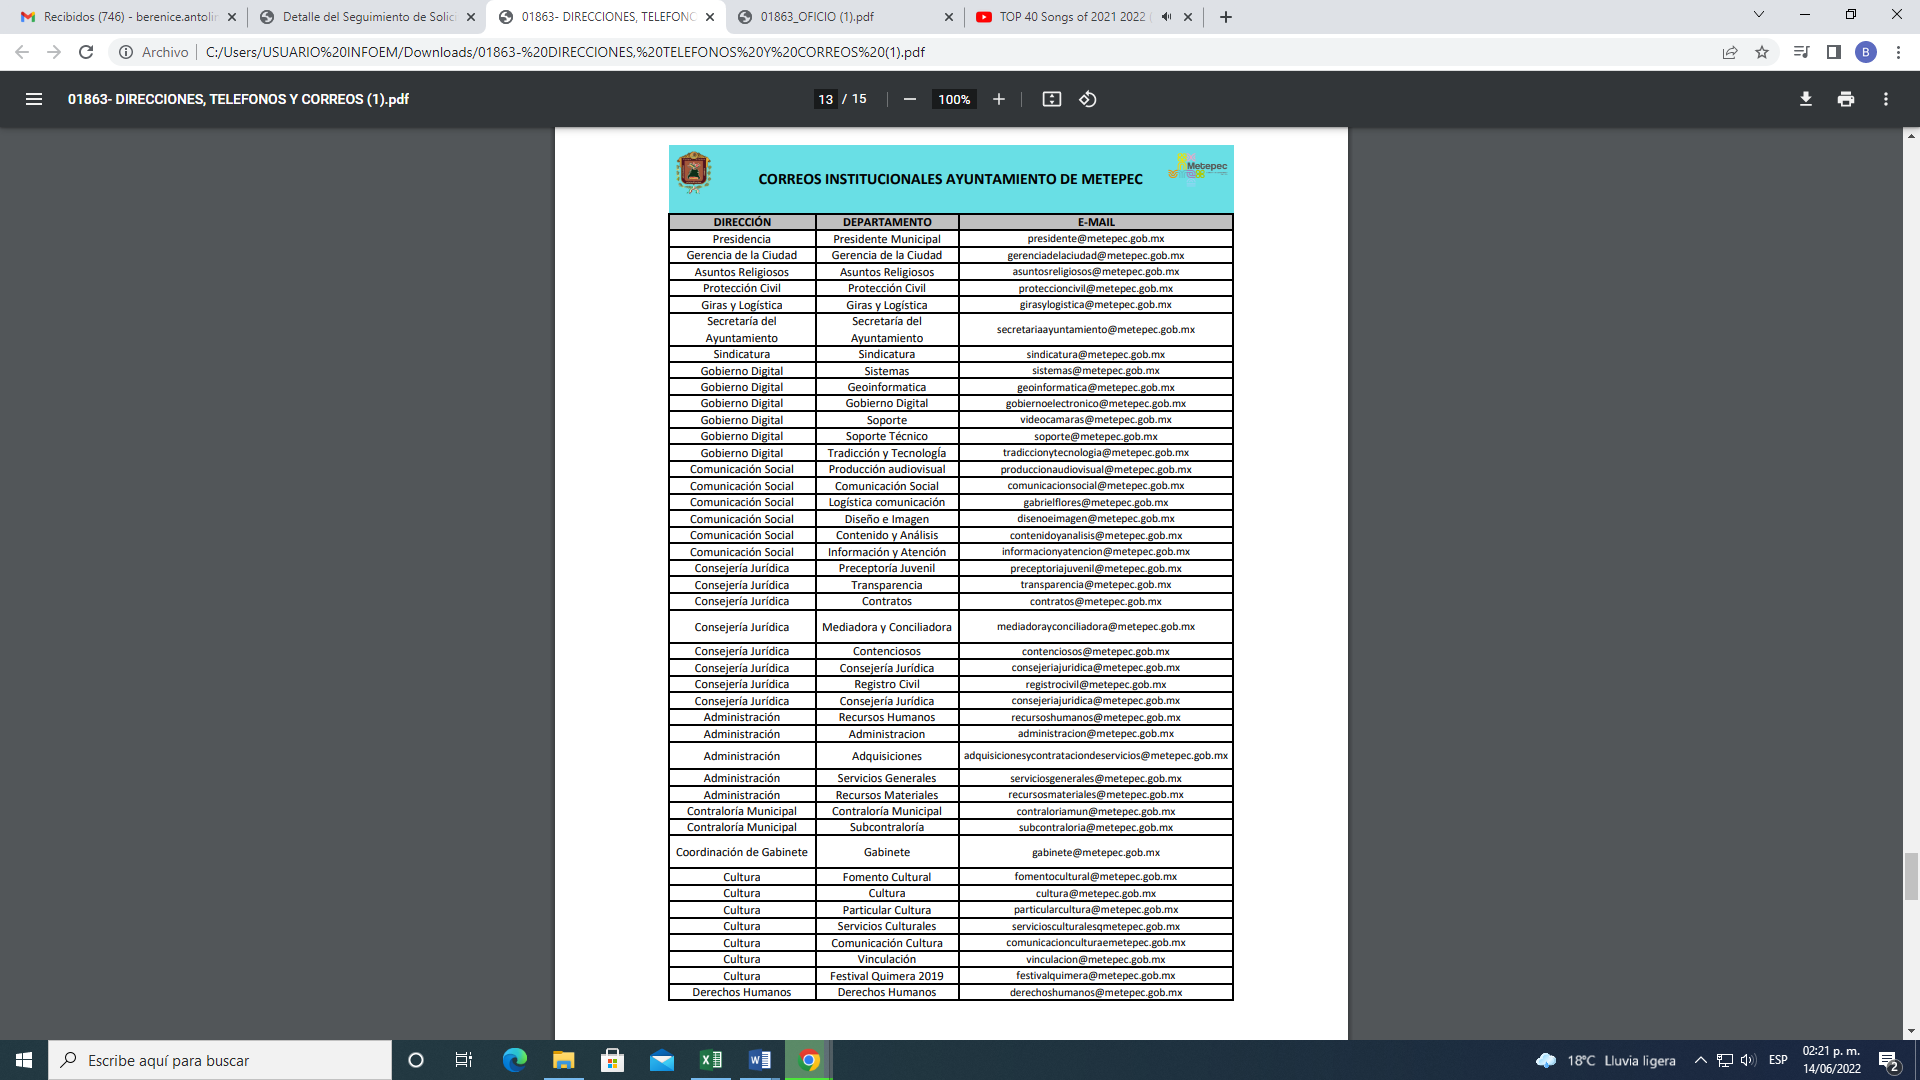 Recibidos (746) - berenice.antolin
Detalle del Seguimiento de Solici
01863- DIRECCIONES, TELEFONO
01863_OFICIO (1).pdf
TOP 40 Songs of 2021 2022 (
Archivo
C:/Users/USUARIO%20INFOEM/Downloads/01863-%20DIRECCIONES,%20TELEFONOS%20Y%20CORREOS%20(1).pdf
B
01863- DIRECCIONES, TELEFONOS Y CORREOS (1).pdf
13 / 15
100%
CORREOS INSTITUCIONALES AYUNTAMIENTO DE METEPEC
Metepec
DIRECCIÓN DEPARTAMENTO E-MAIL
Presidencia Presidente Municipal presidente@metepec.gob.mx
Gerencia de la Ciudad Gerencia de la Ciudad gerenciadelaciudad@metepec.gob.mx
Asuntos Religiosos Asuntos Religiosos asuntosreligiosos@metepec.gob.mx
Protección Civil Protección Civil proteccioncivil@metepec.gob.mx
Giras y Logística Giras y Logística girasylogistica@metepec.gob.mx
Secretaría del Ayuntamiento Secretaría del Ayuntamiento secretariaayuntamiento@metepec.gob.mx
Sindicatura Sindicatura sindicatura@metepec.gob.mx
Gobierno Digital Sistemas sistemas@metepec.gob.mx
Gobierno Digital Geoinformatica geoinformatica@metepec.gob.mx
Gobierno Digital Gobierno Digital gobiernoelectronico@metepec.gob.mx
Gobierno Digital Soporte videocamaras@metepec.gob.mx
Gobierno Digital Soporte Técnico soporte@metepec.gob.mx
Gobierno Digital Tradicción y TecnologÍa tradiccionytecnologia@metepec.gob.mx
Comunicación Social Producción audiovisual produccionaudiovisual@metepec.gob.mx
Comunicación Social Comunicación Social comunicacionsocial@metepec.gob.mx
Comunicación Social Logística comunicación gabrielflores@metepec.gob.mx
Comunicación Social Diseño e Imagen disenoeimagen@metepec.gob.mx
Comunicación Social Contenido y Análisis contenidoyanalisis@metepec.gob.mx
Comunicación Social Información y Atención informacionyatencion@metepec.gob.mx
Consejería Jurídica Preceptoría Juvenil preceptoriajuvenil@metepec.gob.mx
Consejería Jurídica Transparencia transparencia@metepec.gob.mx
Consejería Jurídica Contratos contratos@metepec.gob.mx
Consejería Jurídica Mediadora y Conciliadora mediadorayconciliadora@metepec.gob.mx
Consejería Jurídica Contenciosos contenciosos@metepec.gob.mx
Consejería Jurídica Consejería Jurídica consejeriajuridica@metepec.gob.mx
Consejería Jurídica Registro Civil registrocivil@metepec.gob.mx
Consejería Jurídica Consejería Jurídica consejeriajuridica@metepec.gob.mx
Administración Recursos Humanos recursoshumanos@metepec.gob.mx
Administración Administracion administracion@metepec.gob.mx
Administración Adquisiciones adquisicionesycontrataciondeservicios@metepec.gob.mx
Administración Servicios Generales serviciosgenerales@metepec.gob.mx
Administración Recursos Materiales recursosmateriales@metepec.gob.mx
Contraloría Municipal Contraloría Municipal contraloriamun@metepec.gob.mx
Contraloría Municipal Subcontraloría subcontraloria@metepec.gob.mx
Coordinación de Gabinete Gabinete gabinete@metepec.gob.mx
Cultura Fomento Cultural fomentocultural@metepec.gob.mx
Cultura Cultura cultura@metepec.gob.mx
Cultura Particular Cultura particularcultura@metepec.gob.mx
Cultura Servicios Culturales serviciosculturalesqmetepec.gob.mx
Cultura Comunicación Cultura comunicacionculturaemetepec.gob.mx
Cultura Vinculación vinculacion@metepec.gob.mx
Cultura Festival Quimera 2019 festivalquimera@metepec.gob.mx
Derechos Humanos Derechos Humanos derechoshumanos@metepec.gob.mx
Escribe aquí para buscar
18°C Lluvia ligera
ESP
02:21 p. m.
14/06/2022
2